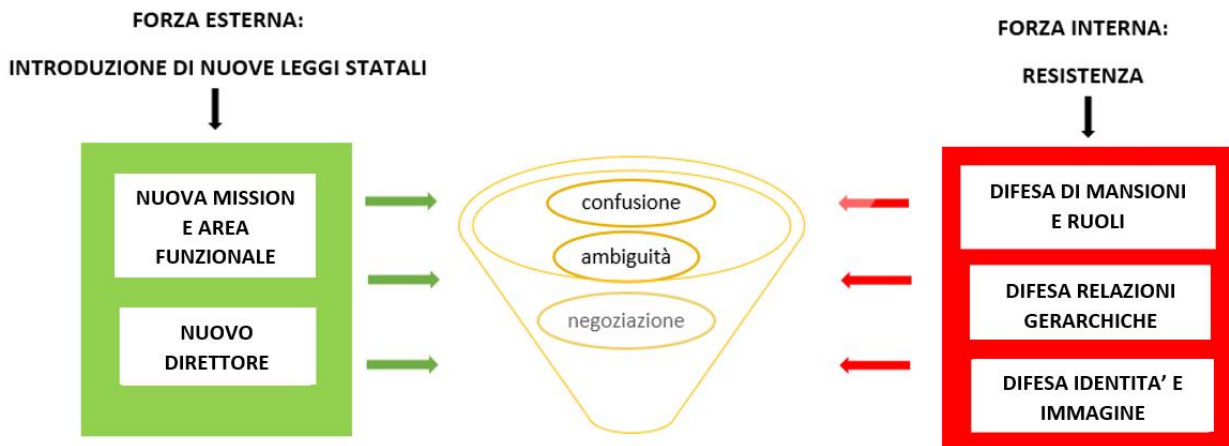 FORZA ESTERNA:
INTRODUZIONE DI NUOVE LEGGI STATALI
NUOVA MISSION
E AREA
FUNZIONALE
NUOVO
DIRETTORE
confusione
ambiguità
negoziazione
FORZA INTERNA:
RESISTENZA
DIFESA DI MANSIONI
E RUOLI
DIFESA RELAZIONI
GERARCHICHE
DIFESA IDENTITA' E
IMMAGINE